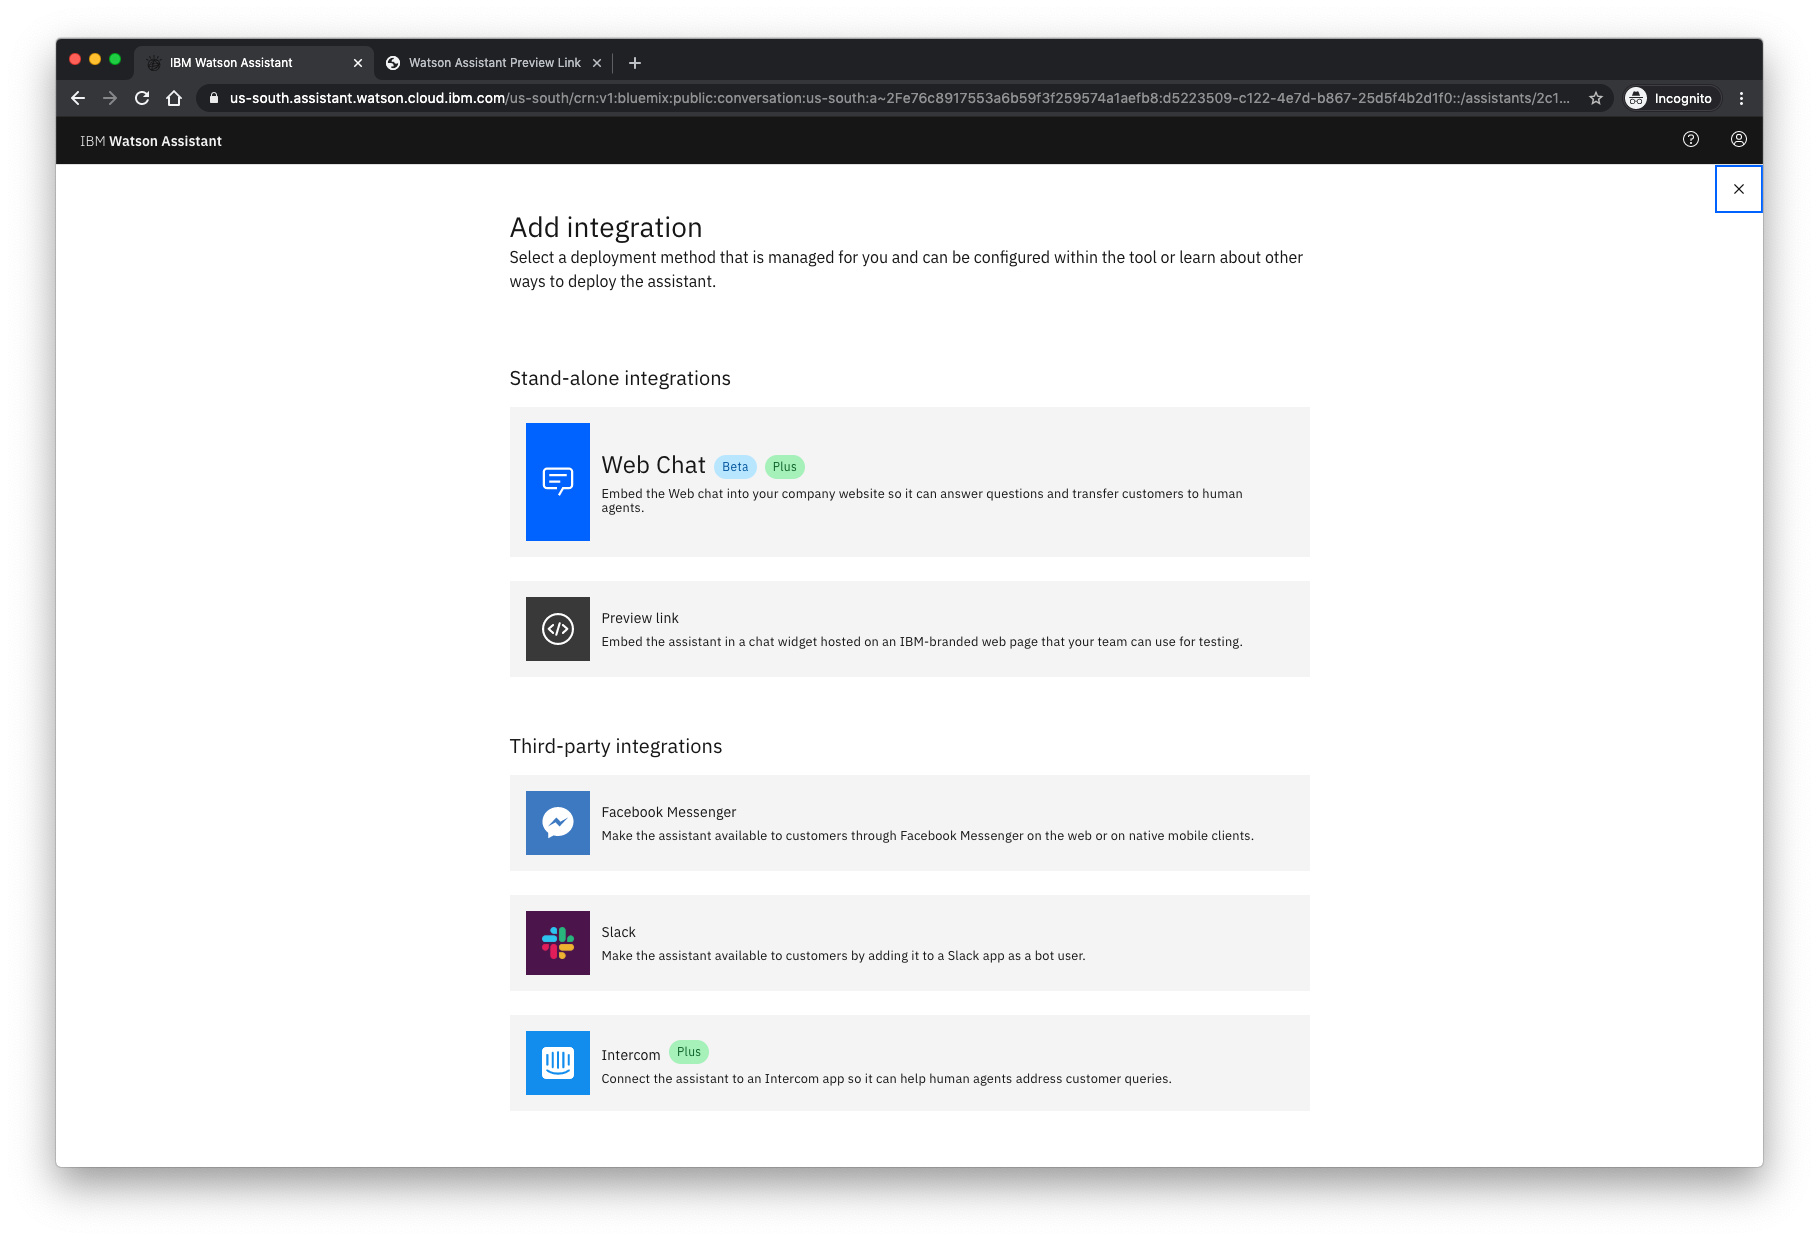 IBM Watson Assistant
Watson Assistant Preview Link
us-south.assistant.watson.cloud.ibm.com/us-south/crn:v1:bluemix:public:conversation:us-south:a~2Fe76c8917553a6b59f3f259574a1aefb8:d5223509-c122-4e7d-b867-25d5f4b2d1f0::/assistants/2c1...
Incognito
IBM Watson Assistant
Add integration
Select a deployment method that is managed for you and can be configured within the tool or learn about other
ways to deploy the assistant.
Stand-alone integrations
Web Chat Beta Plus
Embed the Web chat into your company website so it can answer questions and transfer customers to human
agents.
Preview link
Embed the assistant in a chat widget hosted on an IBM-branded web page that your team can use for testing.
Third-party integrations
Facebook Messenger
Make the assistant available to customers through Facebook Messenger on the web or on native mobile clients.
Slack
Make the assistant available to customers by adding it to a Slack app as a bot user.
Intercom Plus
Connect the assistant to an Intercom app so it can help human agents address customer queries.